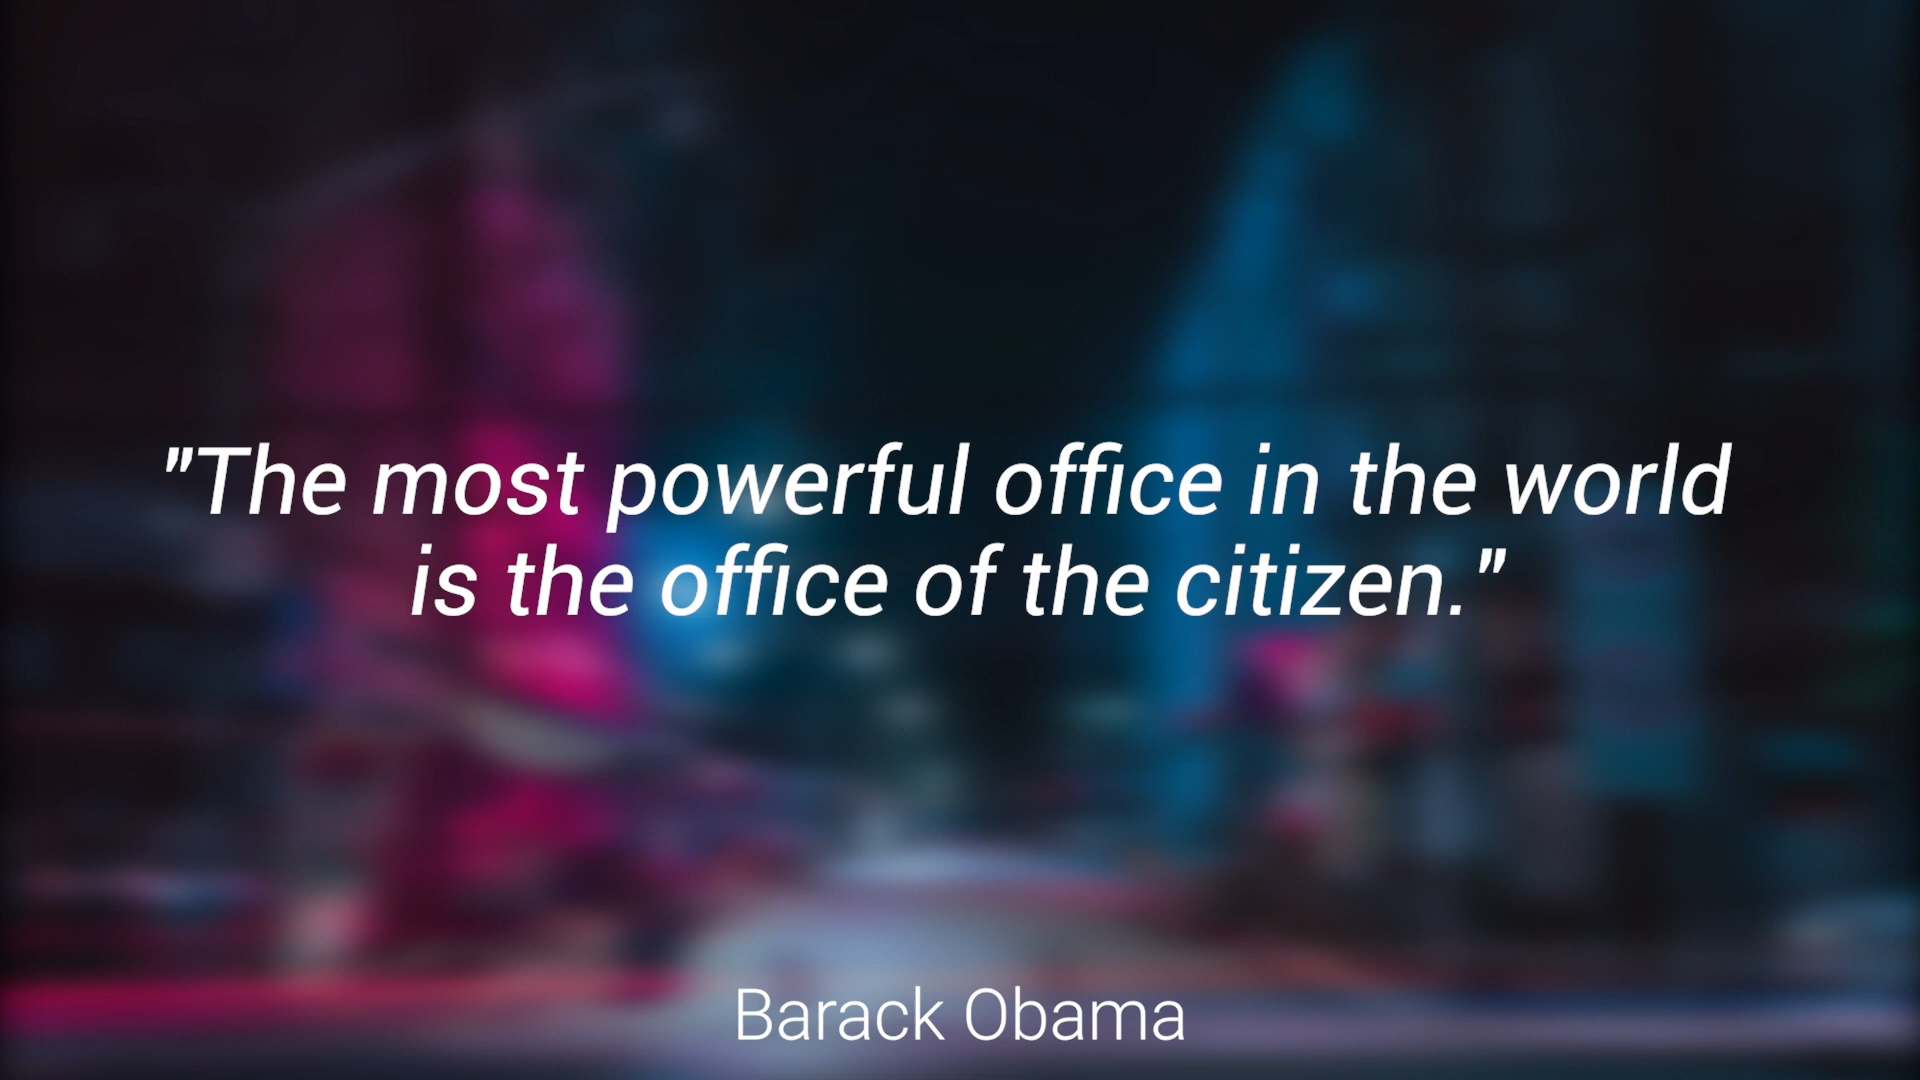 "The most powerful office in the world
is the office of the citizen."
Barack Obama